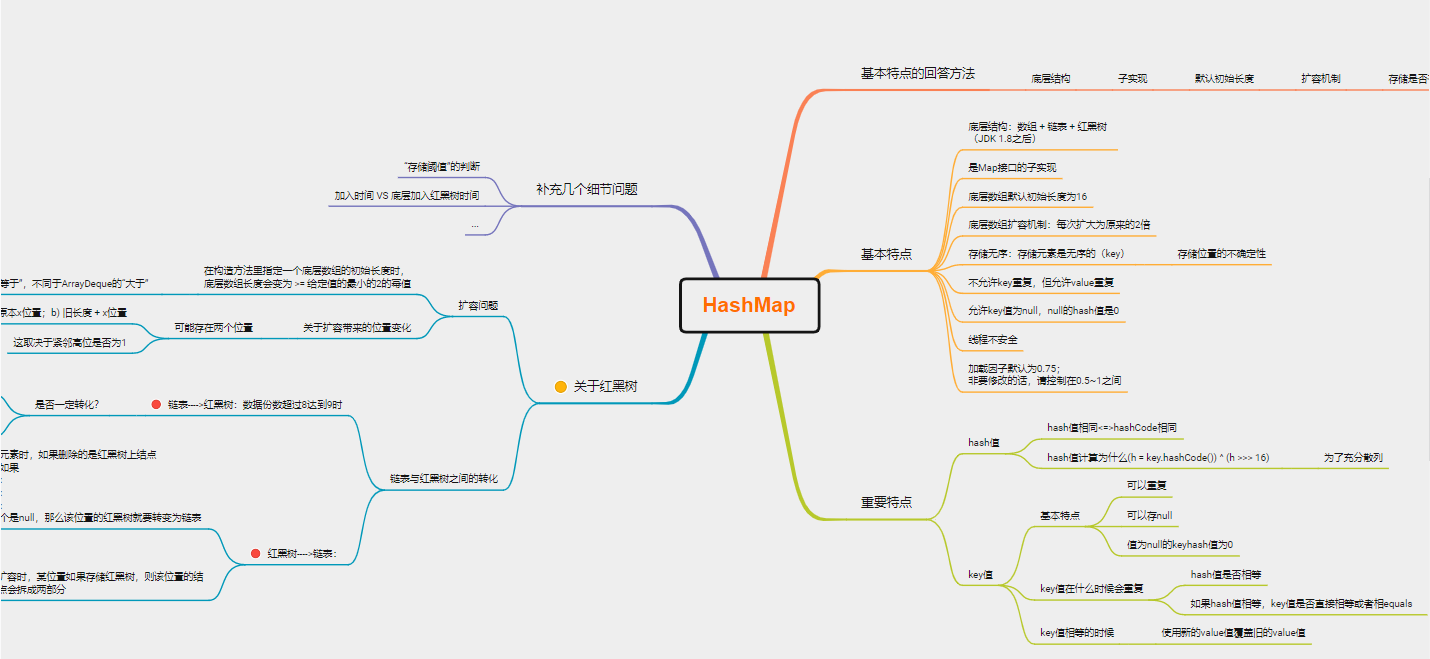 HashMap
基本特点的回答方法
底层结构
子实现
默认初始长度
扩容机制
存储是否
基本特点
底层结构：数组 + 链表 + 红黑树
（JDK 1.8之后）
是Map接口的子实现
底层数组默认初始长度为16
底层数组扩容机制：每次扩大为原来的2倍
存储无序：存储元素是无序的（key）
存储位置的不确定性
不允许key重复，但允许value重复
允许key值为null，null的hash值是0
线程不安全
加载因子默认为0.75；
非要修改的话，请控制在0.5~1之间
重要特点
hash值
hash值相同<=>hashCode相同
hash值计算为什么(h = key.hashCode()) ^ (h >>> 16)
为了充分散列
key值
基本特点
可以重复
可以存null
值为null的keyhash值为0
key值在什么时候会重复
hash值是否相等
如果hash值相等，key值是否直接相等或者相equals
key值相等的时候
使用新的value值覆盖旧的value值
补充几个细节问题
“存储阈值”的判断
加入时间 VS 底层加入红黑树时间
...
关于红黑树
扩容问题
在构造方法里指定一个底层数组的初始长度时，
底层数组长度会变为 >= 给定值的最小的2的幂值
等于”，不同于ArrayDeque的“大于”
关于扩容带来的位置变化
可能存在两个位置
原本x位置；b) 旧长度 + x位置
这取决于紧邻高位是否为1
链表与红黑树之间的转化
链表---->红黑树：数据份数超过8达到9时
是否一定转化？
红黑树---->链表：
元素时，如果删除的是红黑树上结点
如果
个是null，那么该位置的红黑树就要转变为链表
扩容时，某位置如果存储红黑树，则该位置的结
点会拆成两部分